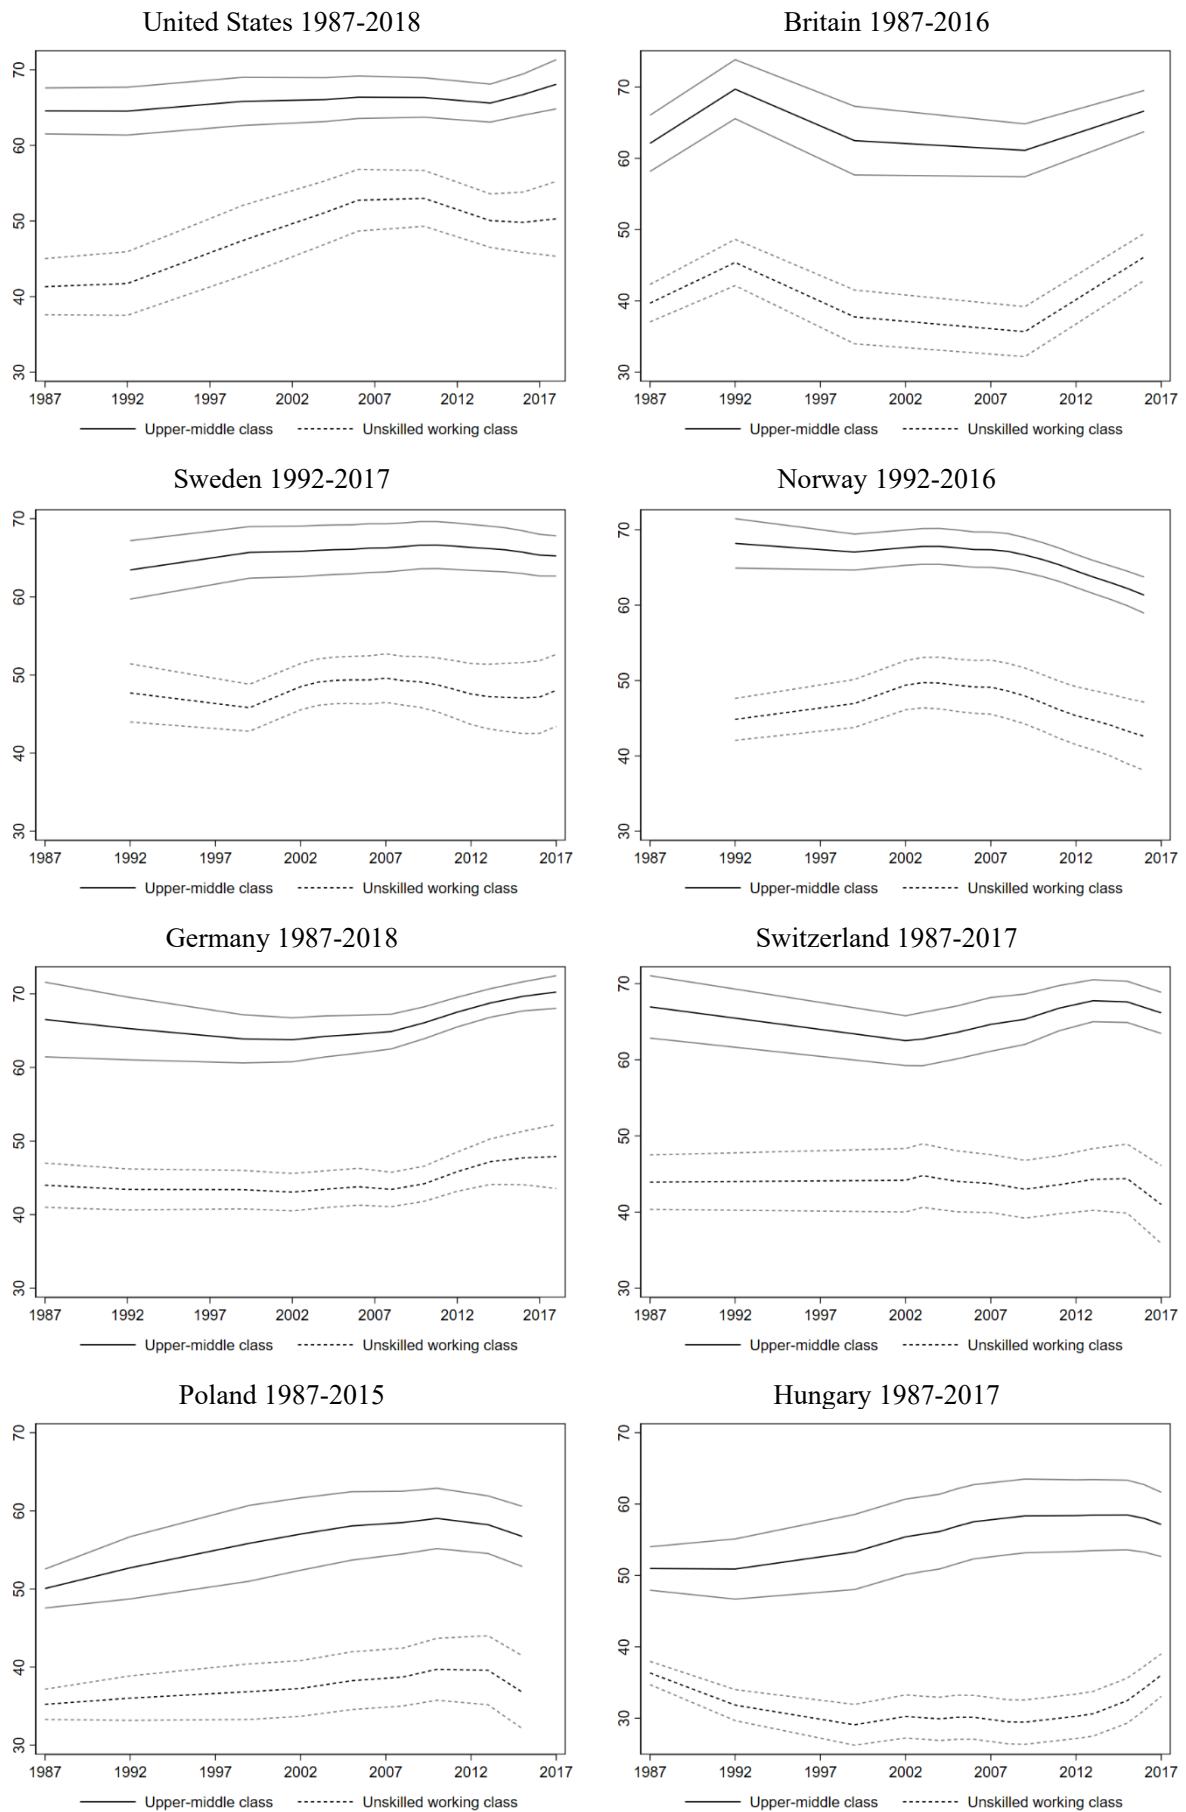 United States 1987-2018
70
60
50
40
30
1987 1992 1997 2002 2007 2012 2017
Upper-middle class Unskilled working class
Britain 1987-2016
70
60
50
40
30
1987 1992 1997 2002 2007 2012 2017
Upper-middle class Unskilled working class
Sweden 1992-2017
70
60
50
40
30
1987 1992 1997 2002 2007 2012 2017
Upper-middle class Unskilled working class
Norway 1992-2016
70
60
50
40
30
1987 1992 1997 2002 2007 2012 2017
Upper-middle class Unskilled working class
Germany 1987-2018
70
60
50
40
30
1987 1992 1997 2002 2007 2012 2017
Upper-middle class Unskilled working class
Switzerland 1987-2017
70
60
50
40
30
1987 1992 1997 2002 2007 2012 2017
Upper-middle class Unskilled working class
Poland 1987-2015
70
60
50
40
30
1987 1992 1997 2002 2007 2012 2017
Upper-middle class Unskilled working class
Hungary 1987-2017
70
60
50
40
30
1987 1992 1997 2002 2007 2012 2017
Upper-middle class Unskilled working class